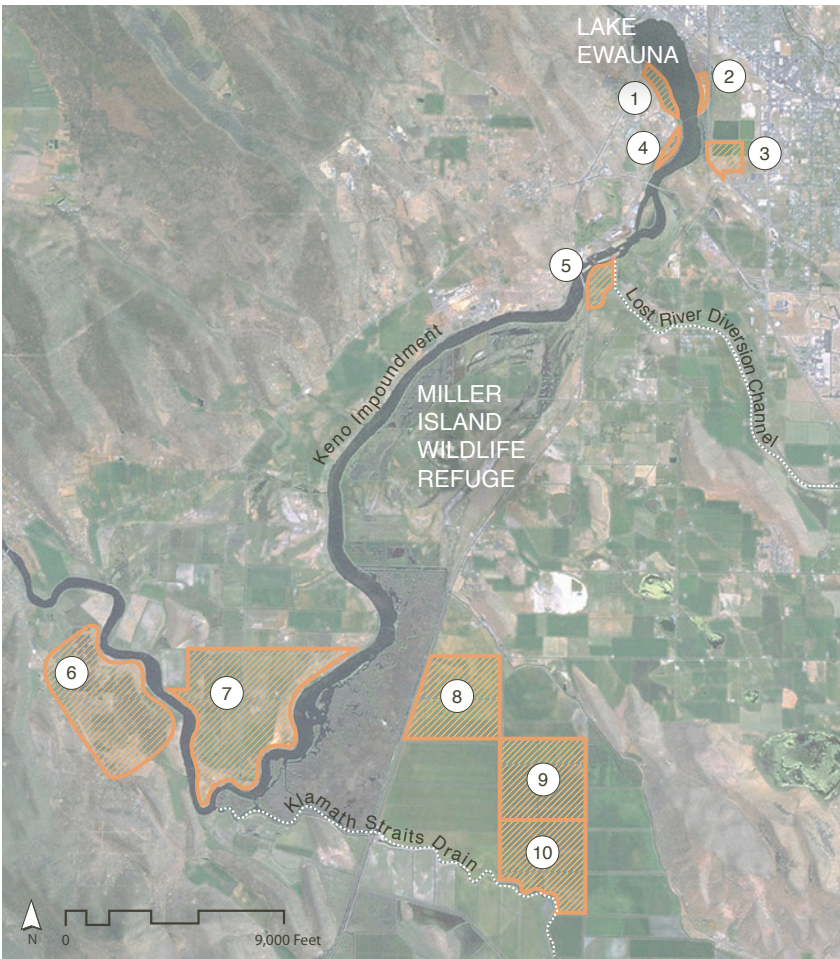 LAKE
EWAUNA
1
2
3
4
5
Lost River Diversion Channel
Keno Impoundment
MILLER
ISLAND
WILDLIFE
REFUGE
6
7
8
9
10
Klamath Straits Drain
N
0
9,000 Feet